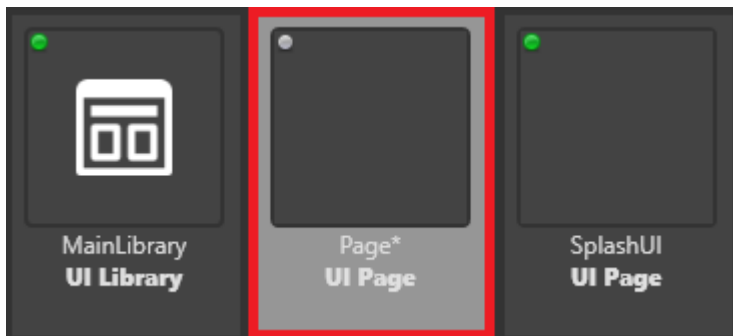 MainLibrary
UI Library
Page*
UI Page
SplashUI
UI Page